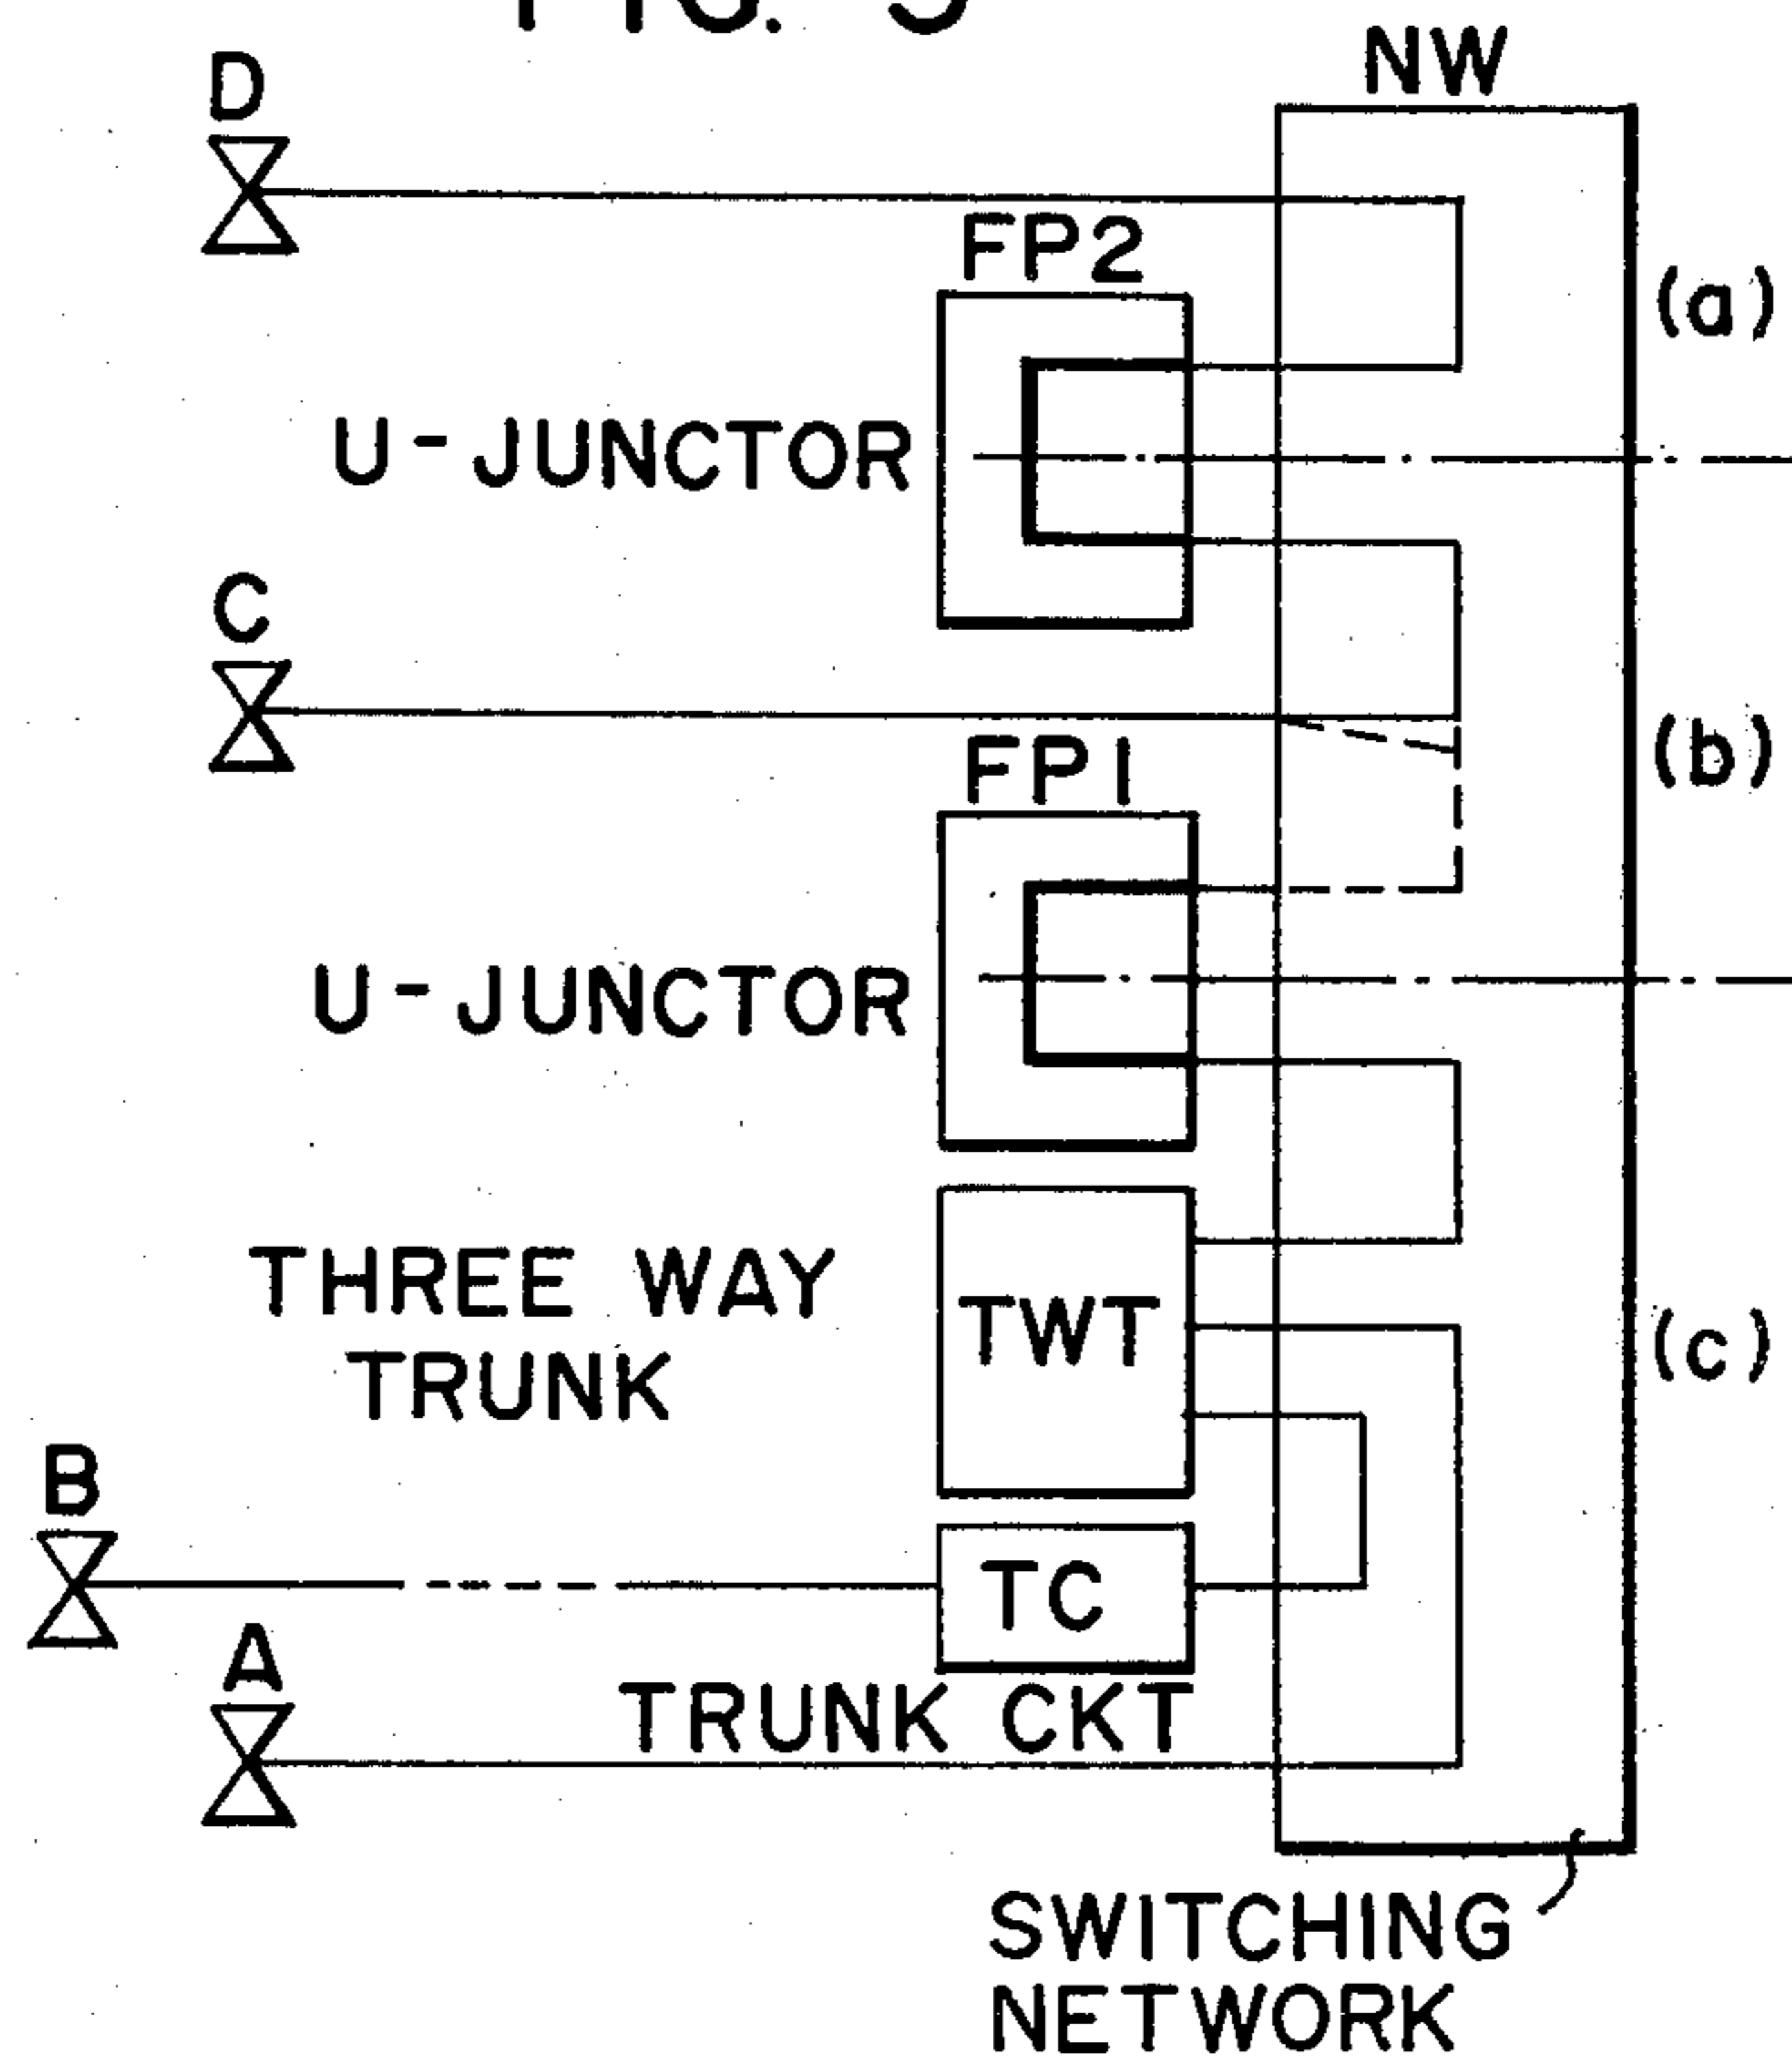 NW
D
FP2
(a)
U-JUNCTOR
C
(b)
FP1
U-JUNCTOR
THREE WAY
TRUNK
TWT
(c)
B
TC
A
TRUNK CKT
SWITCHING
NETWORK